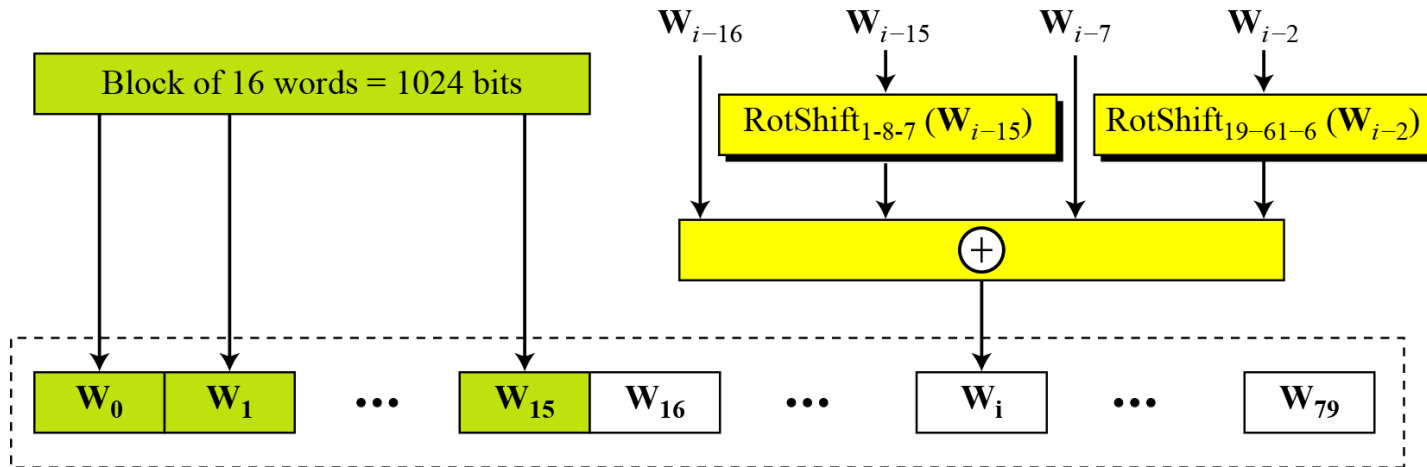 W_{i−16} W_{i−15} W_{i−7} W_{i−2}
Block of 16 words = 1024 bits
RotShift_{1-8-7} (W_{i−15}) RotShift_{19−61−6} (W_{i−2})
+
W_0 W_1 ••• W_15 W_16 ••• W_i ••• W_79